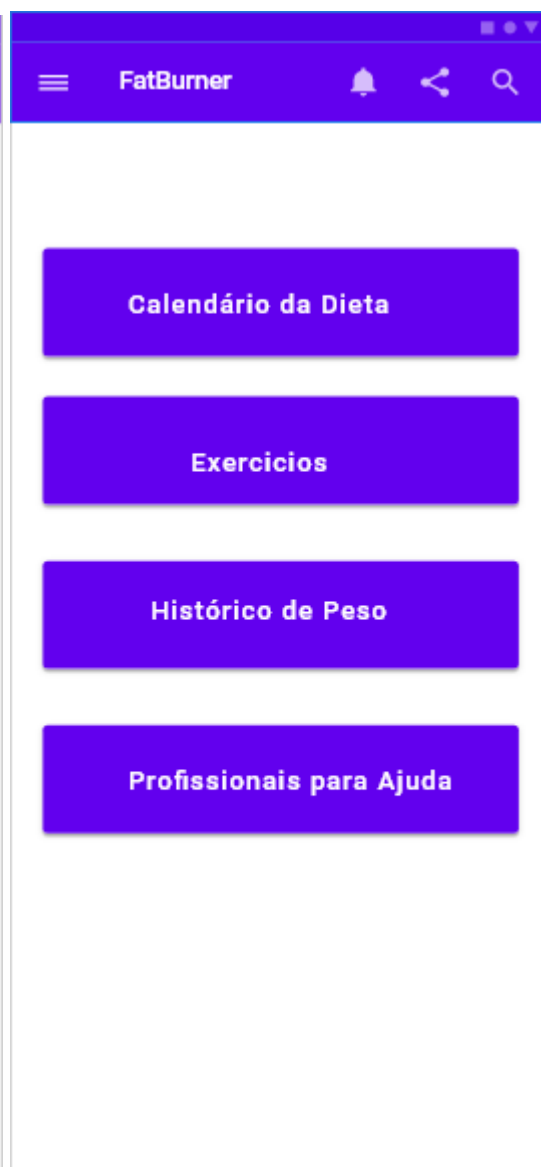 FatBurner
Calendário da Dieta
Exercicios
Histórico de Peso
Profissionais para Ajuda